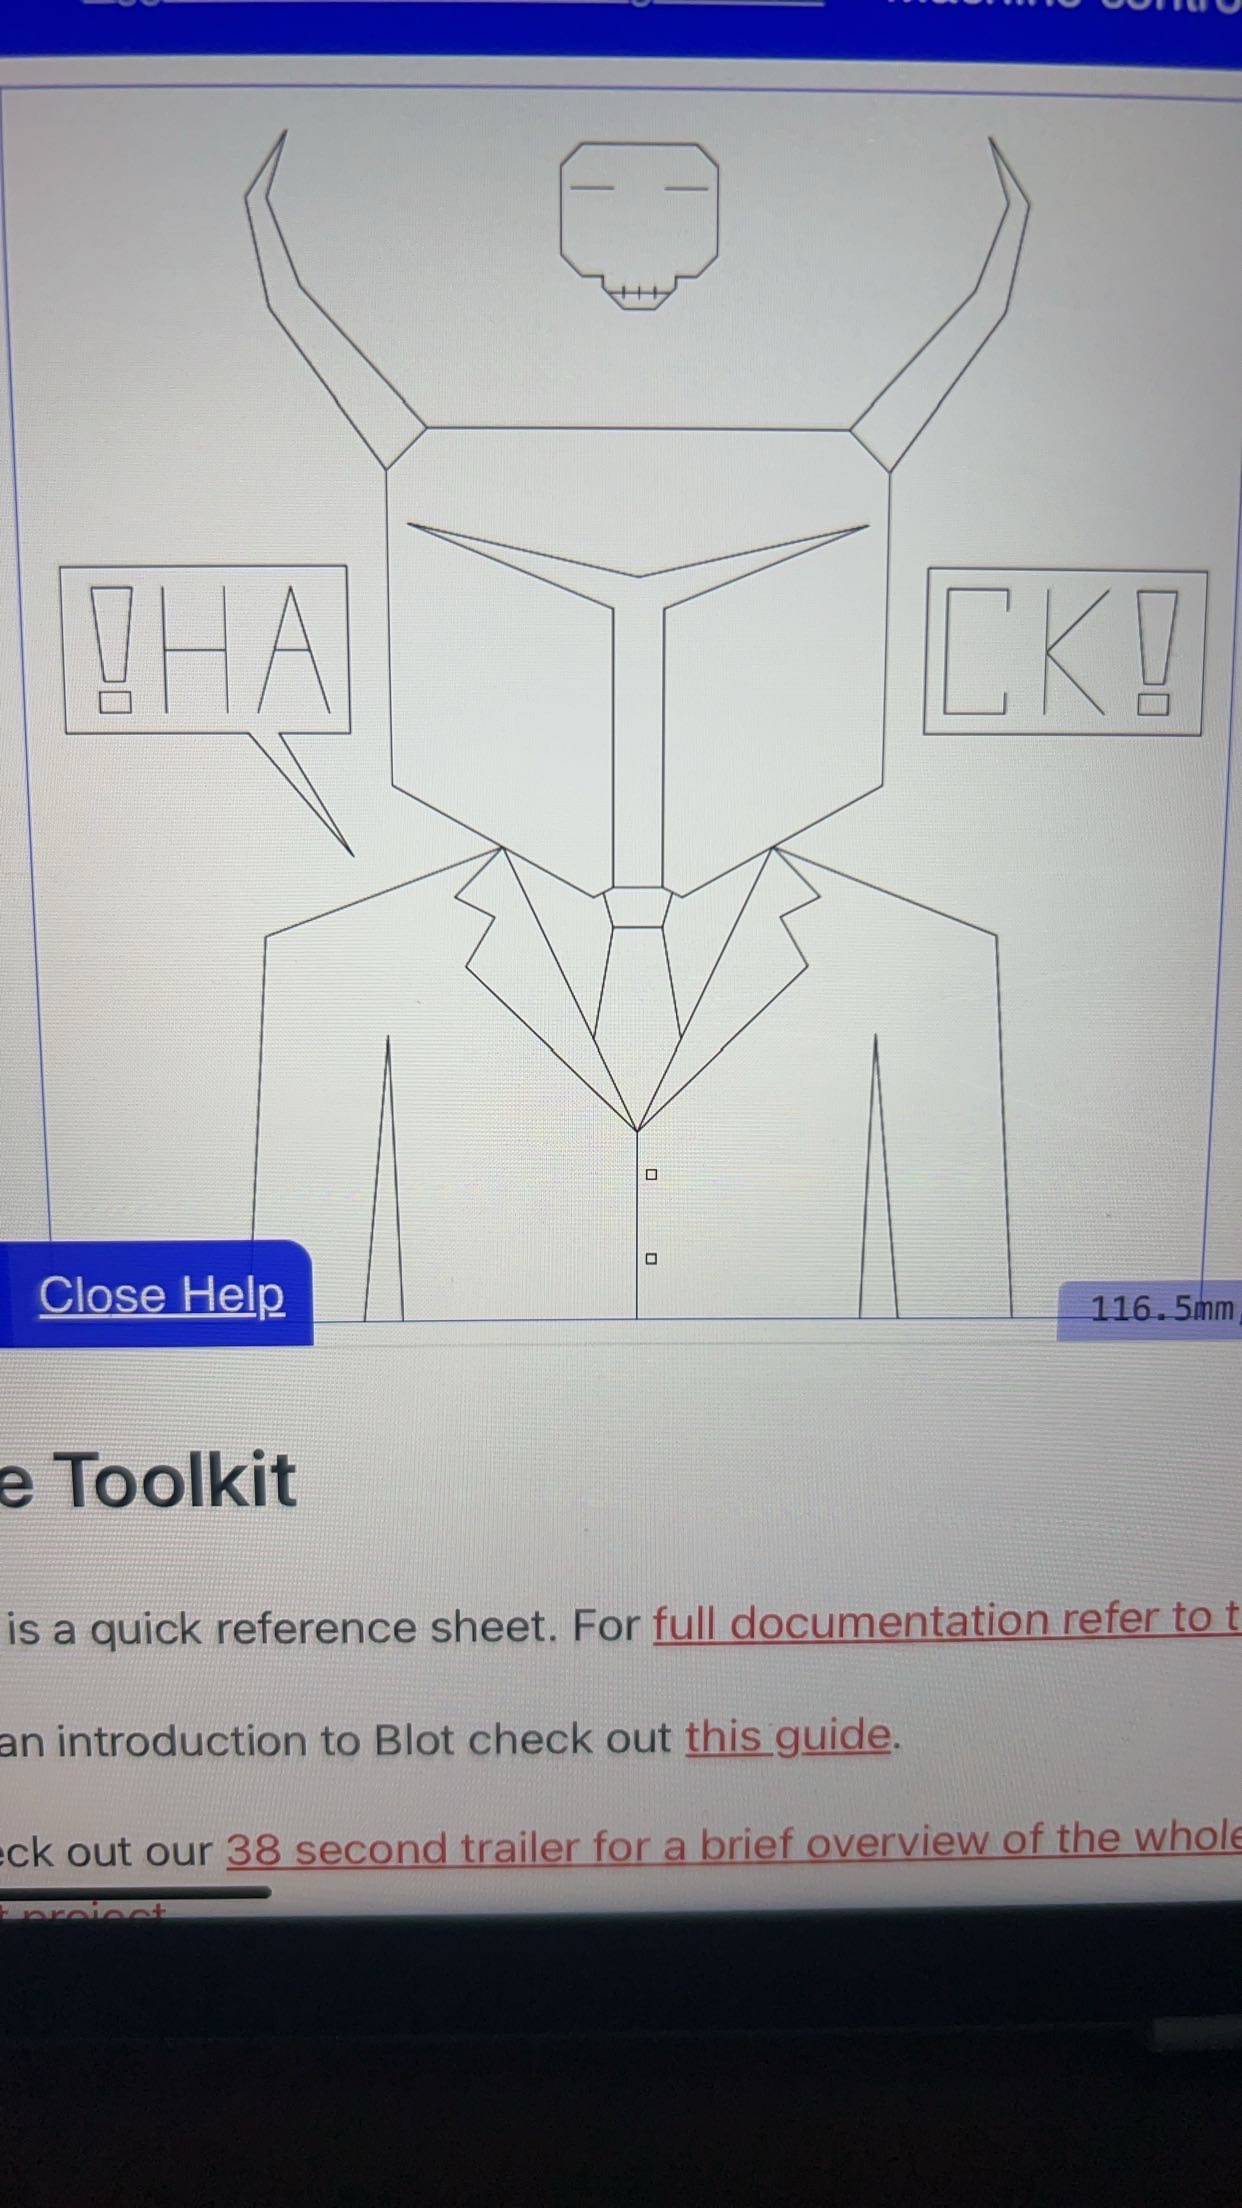 !HA
CK!
Close Help
116.5mm,
e Toolkit
is a quick reference sheet. For full documentation refer to t
an introduction to Blot check out this guide.
ck out our 38 second trailer for a brief overview of the whole
project